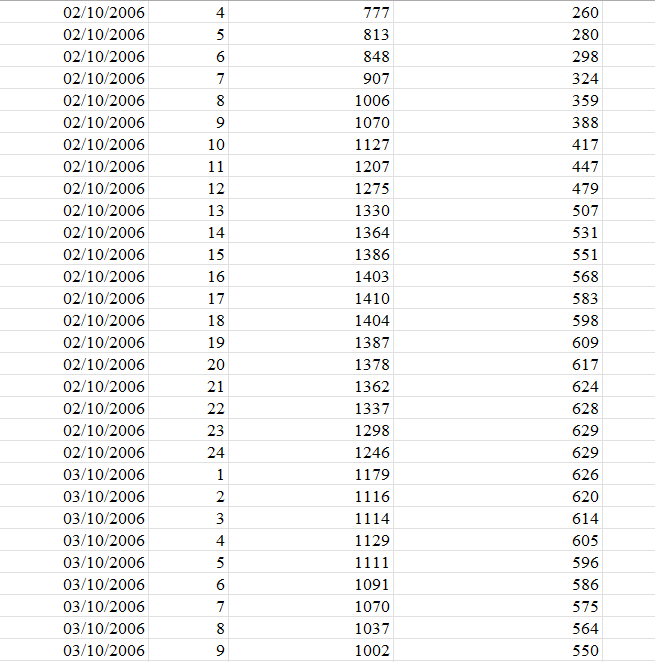 02/10/2006 4 777 260
02/10/2006 5 813 280
02/10/2006 6 848 298
02/10/2006 7 907 324
02/10/2006 8 1006 359
02/10/2006 9 1070 388
02/10/2006 10 1127 417
02/10/2006 11 1207 447
02/10/2006 12 1275 479
02/10/2006 13 1330 507
02/10/2006 14 1364 531
02/10/2006 15 1386 551
02/10/2006 16 1403 568
02/10/2006 17 1410 583
02/10/2006 18 1404 598
02/10/2006 19 1387 609
02/10/2006 20 1378 617
02/10/2006 21 1362 624
02/10/2006 22 1337 628
02/10/2006 23 1298 629
02/10/2006 24 1246 629
03/10/2006 1 1179 626
03/10/2006 2 1116 620
03/10/2006 3 1114 614
03/10/2006 4 1129 605
03/10/2006 5 1111 596
03/10/2006 6 1091 586
03/10/2006 7 1070 575
03/10/2006 8 1037 564
03/10/2006 9 1002 550